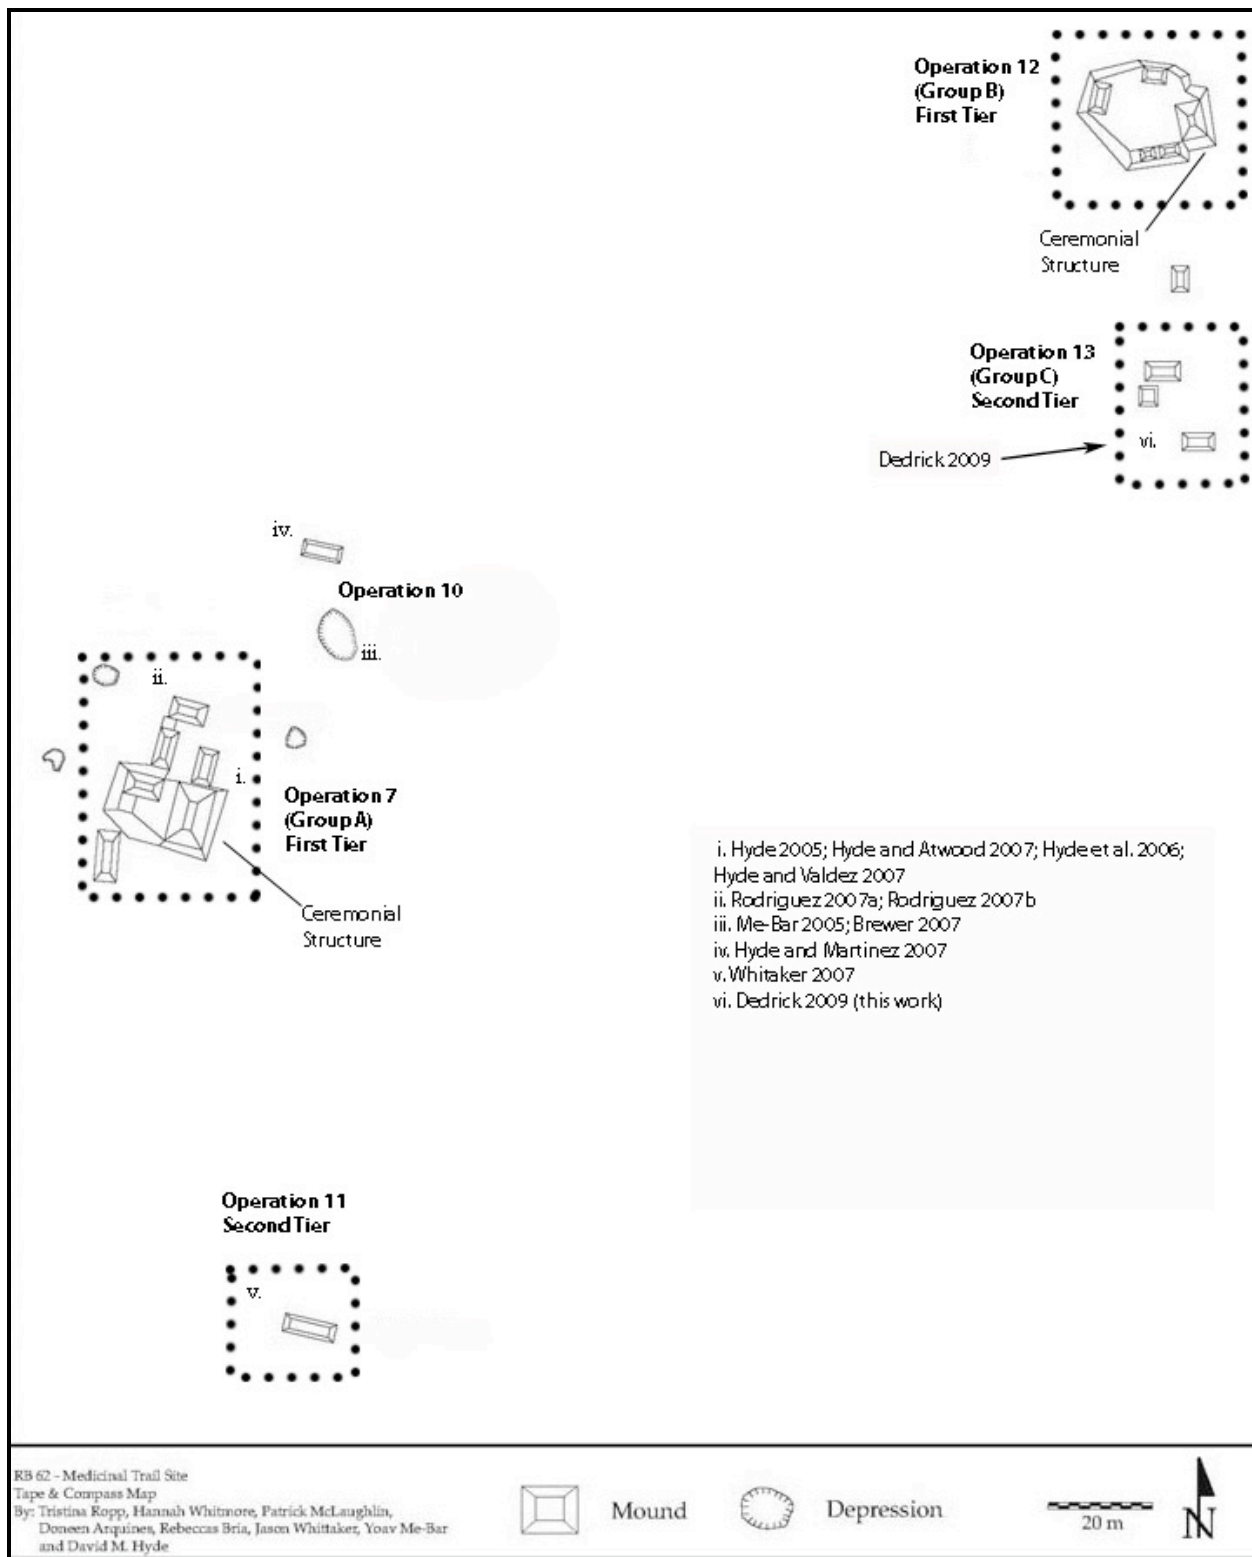 Operation 12
(Group B)
First Tier
Ceremonial
Structure
Operation 13
(Group C)
Second Tier
vi.
Dedrick 2009
iv.
Operation 10
iii.
ii.
i.
Operation 7
(Group A)
First Tier
Ceremonial
Structure
i. Hyde 2005; Hyde and Atwood 2007; Hyde et al. 2006;
Hyde and Valdez 2007
ii. Rodriguez 2007a; Rodriguez 2007b
iii. Me-Bar 2005; Brewer 2007
iv. Hyde and Martinez 2007
v. Whitaker 2007
vi. Dedrick 2009 (this work)
Operation 11
Second Tier
v.
RB 62 - Medicinal Trail Site
Tape & Compass Map
By: Tristina Ropp, Hannah Whitmore, Patrick McLaughlin,
Doneen Arquines, Rebeccas Bria, Jason Whittaker, Yoav Me-Bar
and David M. Hyde
Mound
Depression
20 m
N